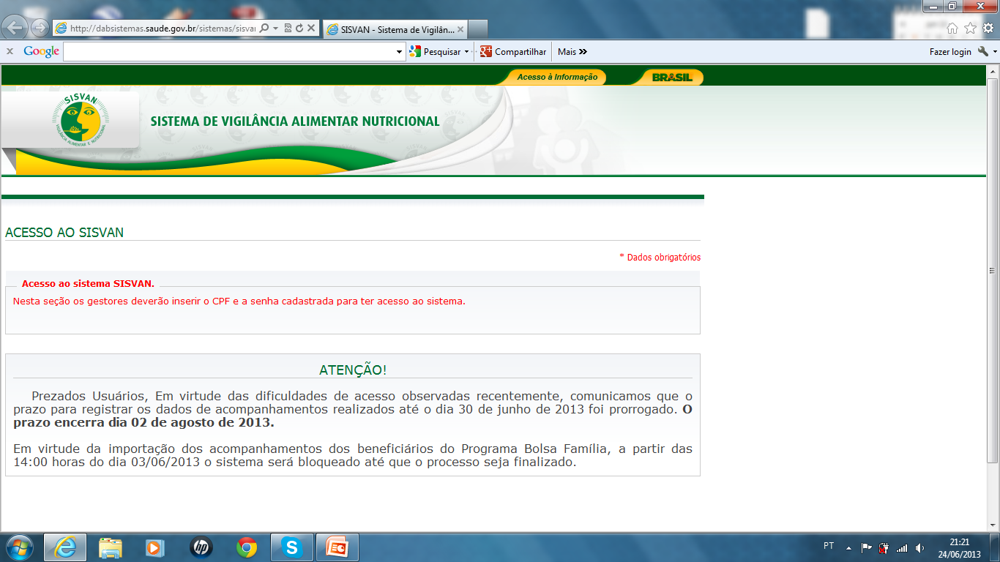 http://dabsistemas.saude.gov.br/sistemas/sisvan
SISVAN - Sistema de Vigilân...
x Google Pesquisar Compartilhar Mais » Fazer login
Acesso à Informação BRASIL
SISVAN
VIGILÂNCIA ALIMENTAR E NUTRICIONAL
SISTEMA DE VIGILÂNCIA ALIMENTAR NUTRICIONAL
ACESSO AO SISVAN
* Dados obrigatórios
Acesso ao sistema SISVAN.
Nesta seção os gestores deverão inserir o CPF e a senha cadastrada para ter acesso ao sistema.
ATENÇÃO!
Prezados Usuários, Em virtude das dificuldades de acesso observadas recentemente, comunicamos que o
prazo para registrar os dados de acompanhamentos realizados até o dia 30 de junho de 2013 foi prorrogado. O
prazo encerra dia 02 de agosto de 2013.
Em virtude da importação dos acompanhamentos dos beneficiários do Programa Bolsa Família, a partir das
14:00 horas do dia 03/06/2013 o sistema será bloqueado até que o processo seja finalizado.
PT
21:21
24/06/2013